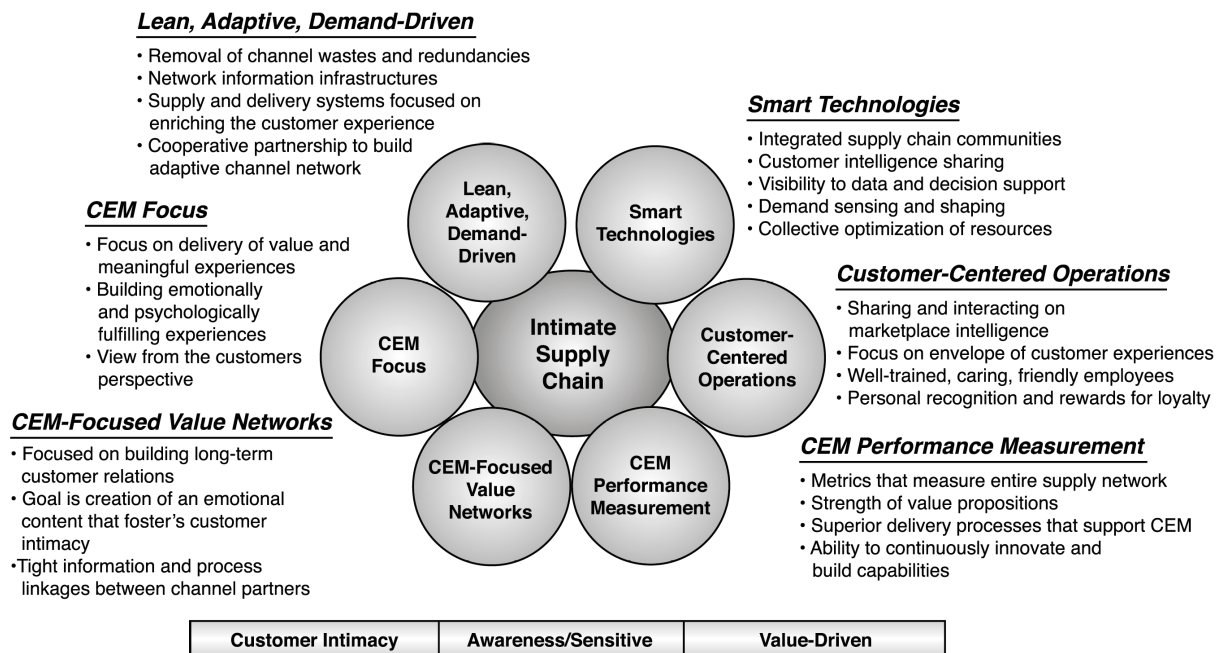 Lean, Adaptive, Demand-Driven
• Removal of channel wastes and redundancies
• Network information infrastructures
• Supply and delivery systems focused on
enriching the customer experience
• Cooperative partnership to build
adaptive channel network
Smart Technologies
• Integrated supply chain communities
• Customer intelligence sharing
• Visibility to data and decision support
• Demand sensing and shaping
• Collective optimization of resources
CEM Focus
• Focus on delivery of value and
meaningful experiences
• Building emotionally
and psychologically
fulfilling experiences
• View from the customers
perspective
Customer-Centered Operations
• Sharing and interacting on
marketplace intelligence
• Focus on envelope of customer experiences
• Well-trained, caring, friendly employees
• Personal recognition and rewards for loyalty
CEM-Focused Value Networks
• Focused on building long-term
customer relations
• Goal is creation of an emotional
content that foster's customer
intimacy
•Tight information and process
linkages between channel partners
CEM Performance Measurement
• Metrics that measure entire supply network
• Strength of value propositions
• Superior delivery processes that support CEM
• Ability to continuously innovate and
build capabilities
Lean,
Adaptive,
Demand-
Driven
Smart
Technologies
CEM
Focus
Intimate
Supply
Chain
Customer-
Centered
Operations
CEM-Focused
Value
Networks
CEM
Performance
Measurement
Customer Intimacy
Awareness/Sensitive
Value-Driven